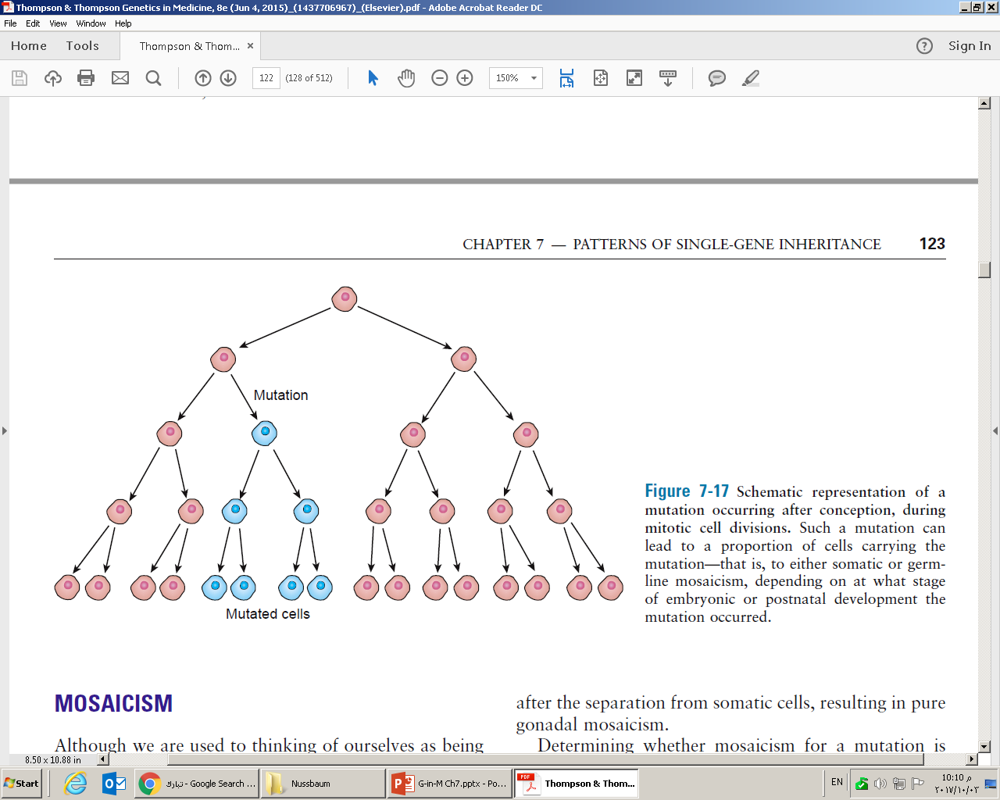 Thompson & Thompson Genetics in Medicine, 8e (Jun 4, 2015)_(1437706967)_(Elsevier).pdf - Adobe Acrobat Reader DC
File Edit View Window Help
Home Tools Thompson & Thom... × ? Sign In
122 (128 of 512) 150%
CHAPTER 7 — PATTERNS OF SINGLE-GENE INHERITANCE 123
Mutation
Mutated cells
Figure 7-17 Schematic representation of a
mutation occurring after conception, during
mitotic cell divisions. Such a mutation can
lead to a proportion of cells carrying the
mutation—that is, to either somatic or germ-
line mosaicism, depending on at what stage
of embryonic or postnatal development the
mutation occurred.
MOSAICISM
Although we are used to thinking of ourselves as being
after the separation from somatic cells, resulting in pure
gonadal mosaicism.
Determining whether mosaicism for a mutation is
8.50 x 10.88 in
Start تبارك - Google Search ... Nussbaum G-in-M Ch7.pptx - Po... PDF Thompson & Thom... EN 10:10 م
٢٠١٧/١٠/٠٢